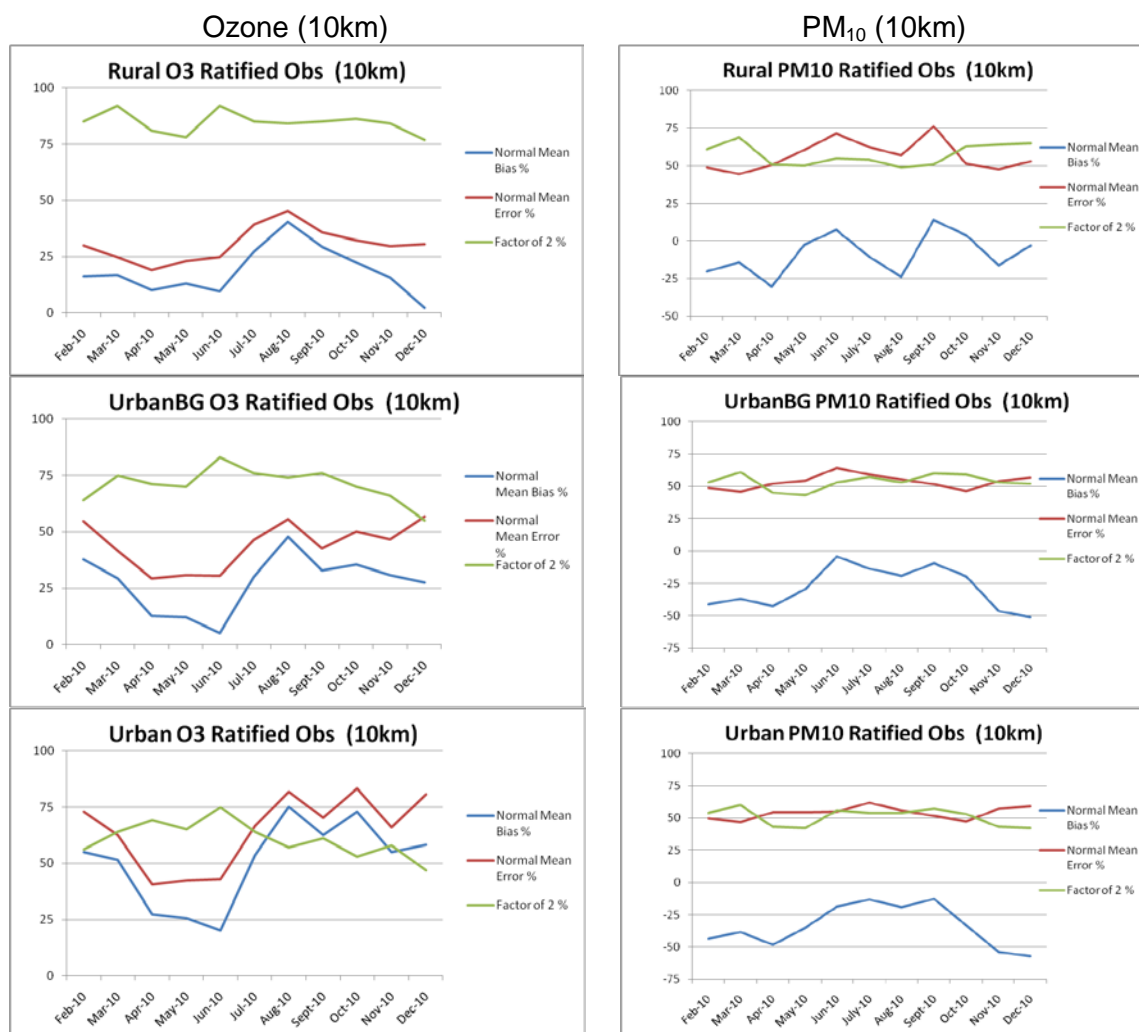 Ozone (10km)
PM₁₀ (10km)
Rural O3 Ratified Obs (10km)
100
75
50
25
0
Feb-10
Mar-10
Apr-10
May-10
Jun-10
Jul-10
Aug-10
Sept-10
Oct-10
Nov-10
Dec-10
Normal Mean
Bias %
Normal Mean
Error %
Factor of 2 %
Rural PM10 Ratified Obs (10km)
100
75
50
25
0
-25
-50
Feb-10
Mar-10
Apr-10
May-10
Jun-10
July-10
Aug-10
Sept-10
Oct-10
Nov-10
Dec-10
Normal Mean
Bias %
Normal Mean
Error %
Factor of 2 %
UrbanBG O3 Ratified Obs (10km)
100
75
50
25
0
Feb-10
Mar-10
Apr-10
May-10
Jun-10
Jul-10
Aug-10
Sept-10
Oct-10
Nov-10
Dec-10
Normal
Mean Bias %
Normal
Mean Error
%
Factor of 2 %
UrbanBG PM10 Ratified Obs (10km)
100
75
50
25
0
-25
-50
-75
Feb-10
Mar-10
Apr-10
May-10
Jun-10
July-10
Aug-10
Sept-10
Oct-10
Nov-10
Dec-10
Normal Mean
Bias %
Normal Mean
Error %
Factor of 2 %
Urban O3 Ratified Obs (10km)
100
75
50
25
0
Feb-10
Mar-10
Apr-10
May-10
Jun-10
Jul-10
Aug-10
Sept-10
Oct-10
Nov-10
Dec-10
Normal Mean
Bias %
Normal Mean
Error %
Factor of 2 %
Urban PM10 Ratified Obs (10km)
100
75
50
25
0
-25
-50
-75
Feb-10
Mar-10
Apr-10
May-10
Jun-10
July-10
Aug-10
Sept-10
Oct-10
Nov-10
Dec-10
Normal Mean
Bias %
Normal Mean
Error %
Factor of 2 %